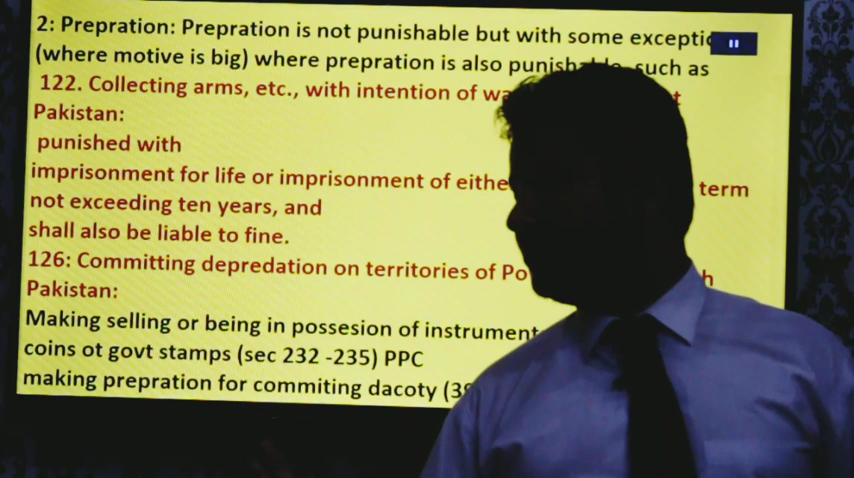 2: Prepration: Prepration is not punishable but with some exceptio
(where motive is big) where prepration is also punishable, such as
122. Collecting arms, etc., with intention of wa t
Pakistan:
punished with
imprisonment for life or imprisonment of eithe term
not exceeding ten years, and
shall also be liable to fine.
126: Committing depredation on territories of Po h
Pakistan:
Making selling or being in possesion of instrument
coins ot govt stamps (sec 232 -235) PPC
making prepration for commiting dacoty (39